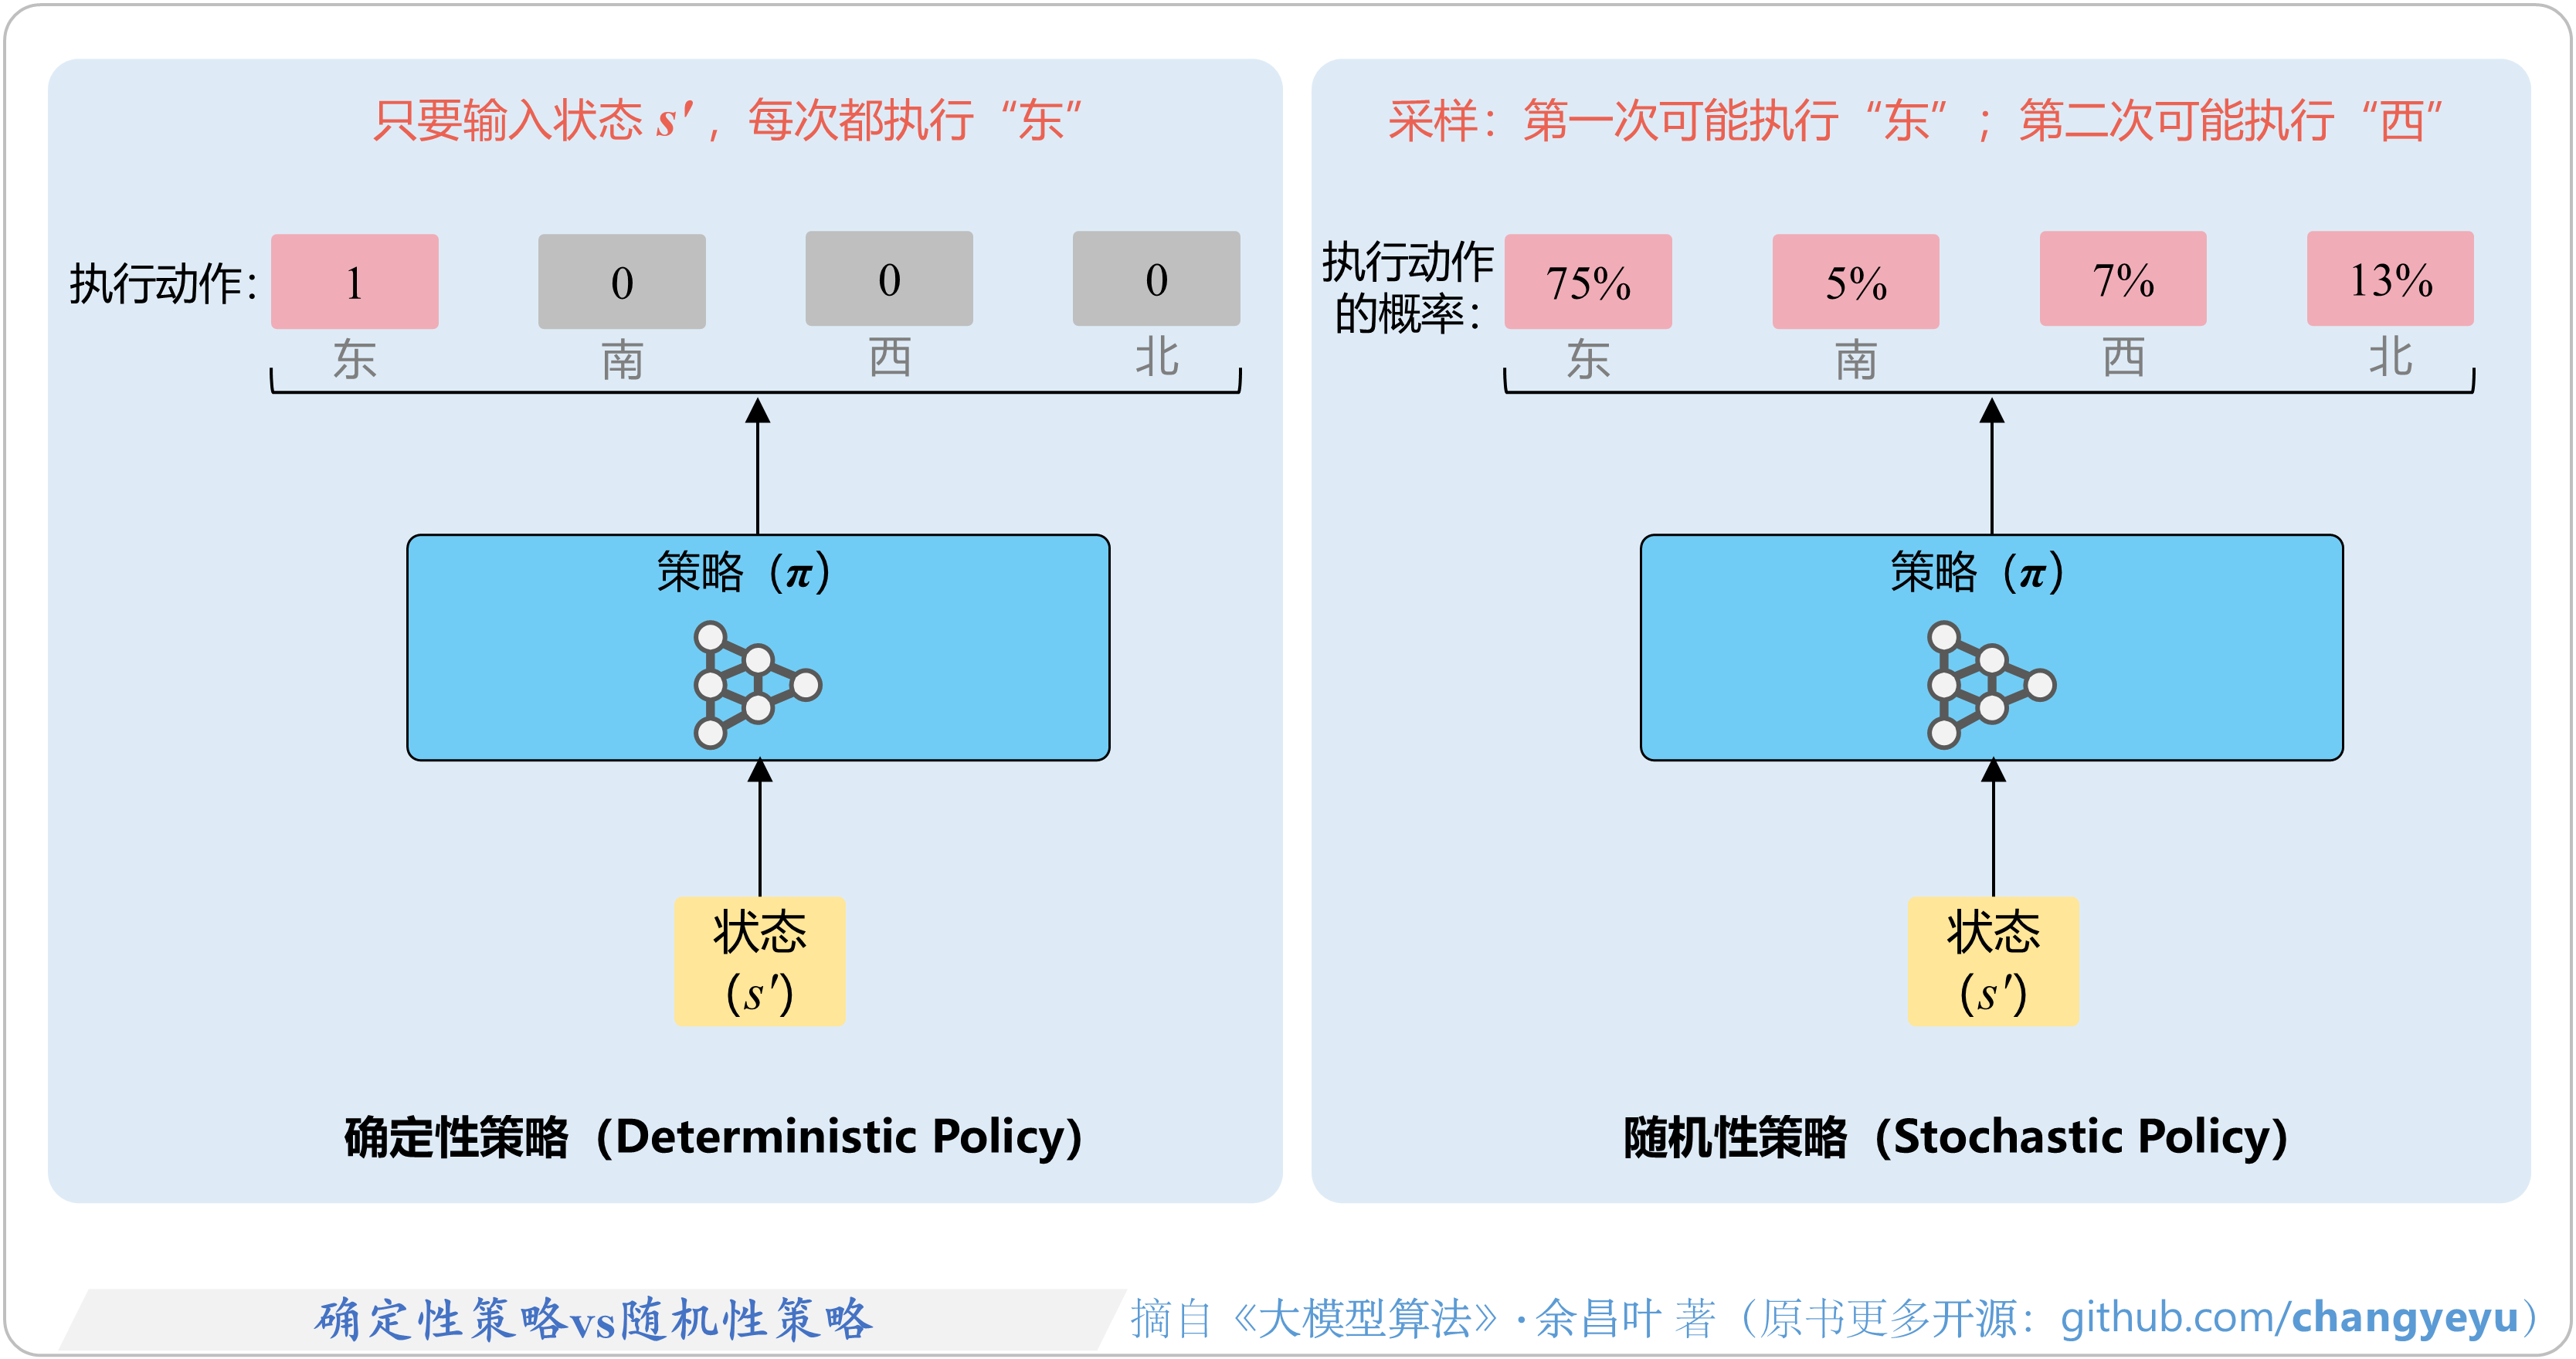 只要输入状态 s′，每次都执行“东”
执行动作：
1
0
0
0
东
南
西
北
策略（π）
状态
（s′）
确定性策略（Deterministic Policy）
采样：第一次可能执行“东”；第二次可能执行“西”
执行动作
的概率：
75%
5%
7%
13%
东
南
西
北
策略（π）
状态
（s′）
随机性策略（Stochastic Policy）
确定性策略vs随机性策略
摘自《大模型算法》·余昌叶 著（原书更多开源：github.com/changyeyu）